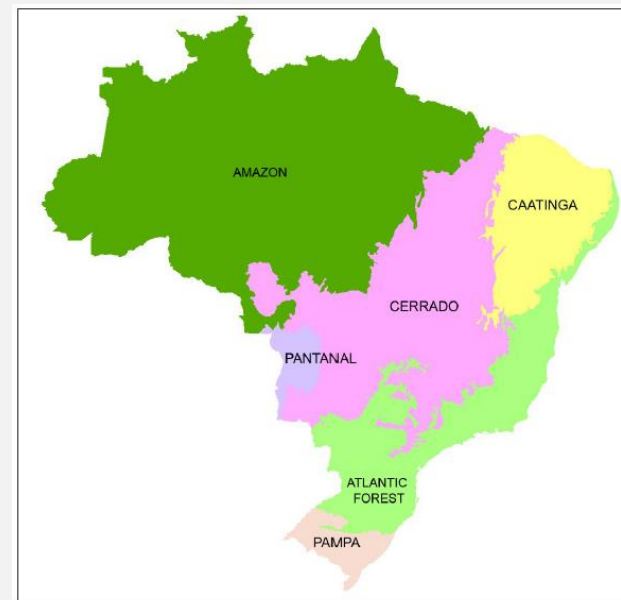 AMAZON
CAATINGA
CERRADO
PANTANAL
ATLANTIC
FOREST
PAMPA